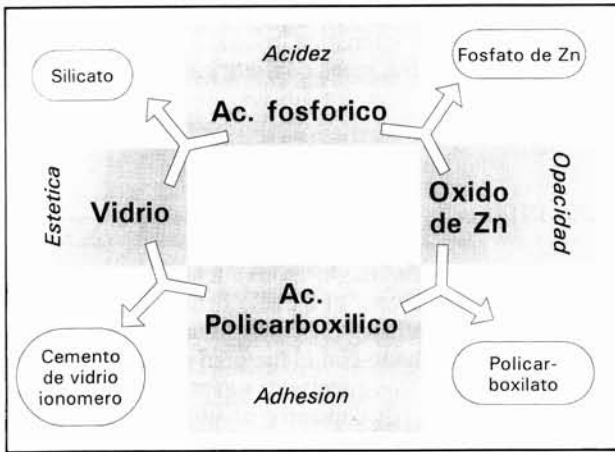 Acidez
Silicato
Fosfato de Zn
Ac. fosforico
Estetica
Vidrio
Oxido
de Zn
Opacidad
Ac.
Policarboxilico
Cemento
de vidrio
ionomero
Policar-
boxilato
Adhesion